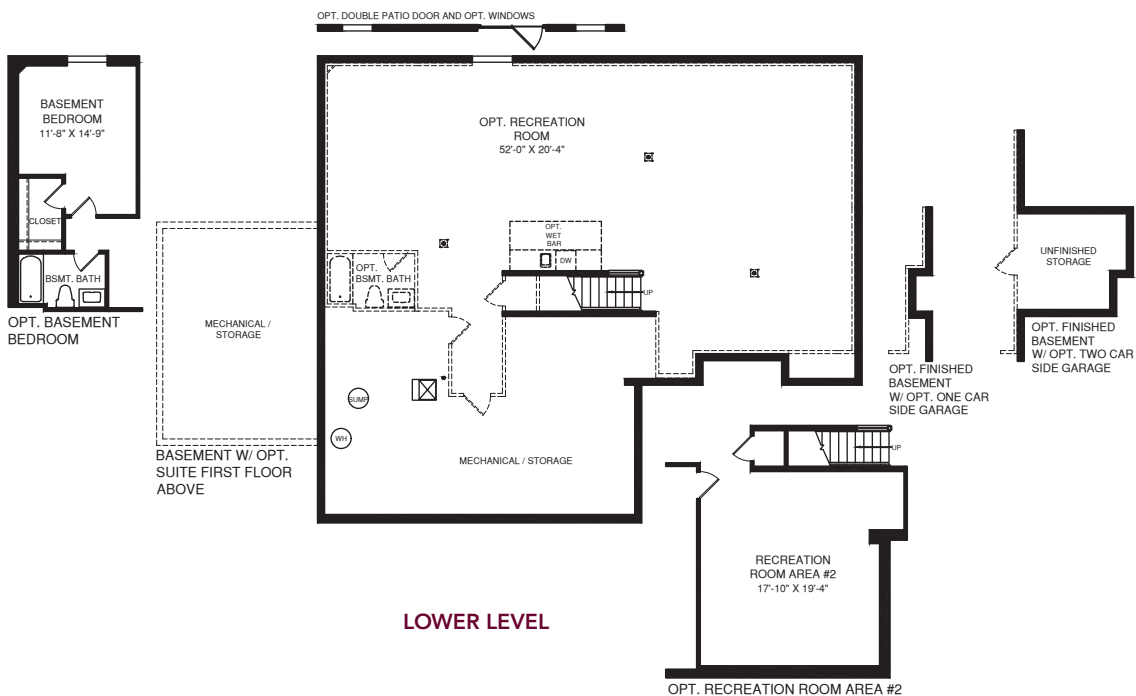 OPT. DOUBLE PATIO DOOR AND OPT. WINDOWS
BASEMENT
BEDROOM
11'-8" X 14'-9"
CLOSET
BSMT. BATH
OPT. BASEMENT
BEDROOM
MECHANICAL /
STORAGE
BASEMENT W/ OPT.
SUITE FIRST FLOOR
ABOVE
OPT. RECREATION
ROOM
52'-0" X 20'-4"
OPT.
WET
BAR
DW
OPT.
BSMT. BATH
UP
SUMP
WH
MECHANICAL / STORAGE
OPT. FINISHED
BASEMENT
W/ OPT. ONE CAR
SIDE GARAGE
UNFINISHED
STORAGE
OPT. FINISHED
BASEMENT
W/ OPT. TWO CAR
SIDE GARAGE
UP
RECREATION
ROOM AREA #2
17'-10" X 19'-4"
OPT. RECREATION ROOM AREA #2
LOWER LEVEL